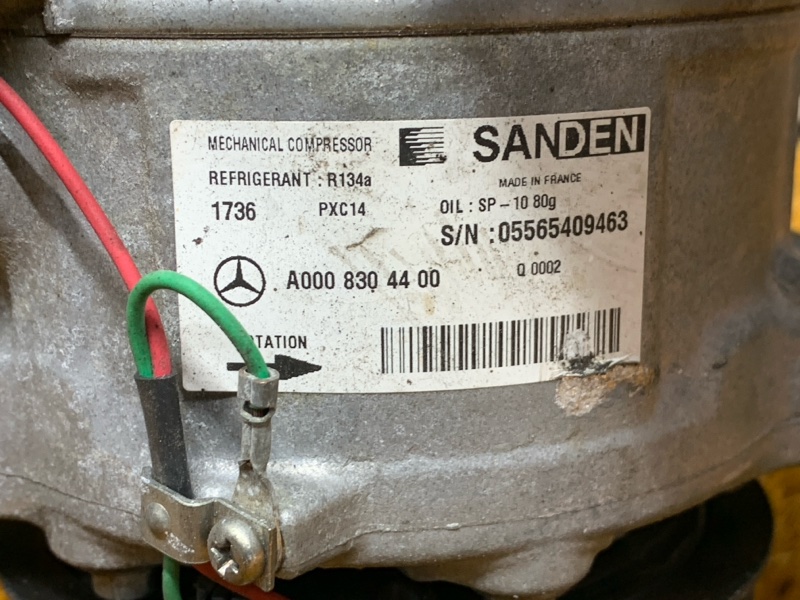 MECHANICAL COMPRESSOR SANDEN
REFRIGERANT : R134a MADE IN FRANCE
1736 PXC14 OIL : SP – 10 80g
S/N : 05565409463
A000 830 44 00 Q 0002